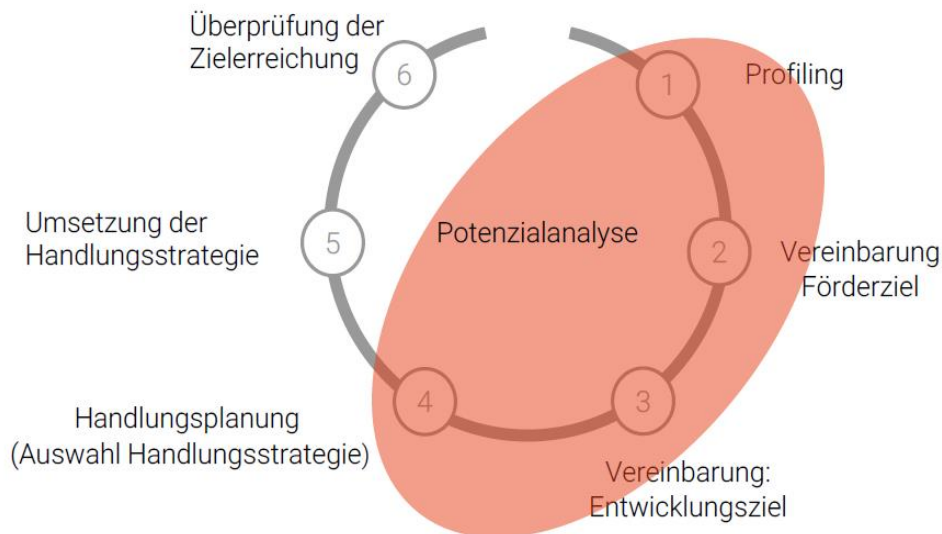 Überprüfung der
Zielerreichung
6
1
Profiling
Umsetzung der
Handlungsstrategie
5
Potenzialanalyse
2
Vereinbarung
Förderziel
Handlungsplanung
(Auswahl Handlungsstrategie)
4
3
Vereinbarung:
Entwicklungsziel